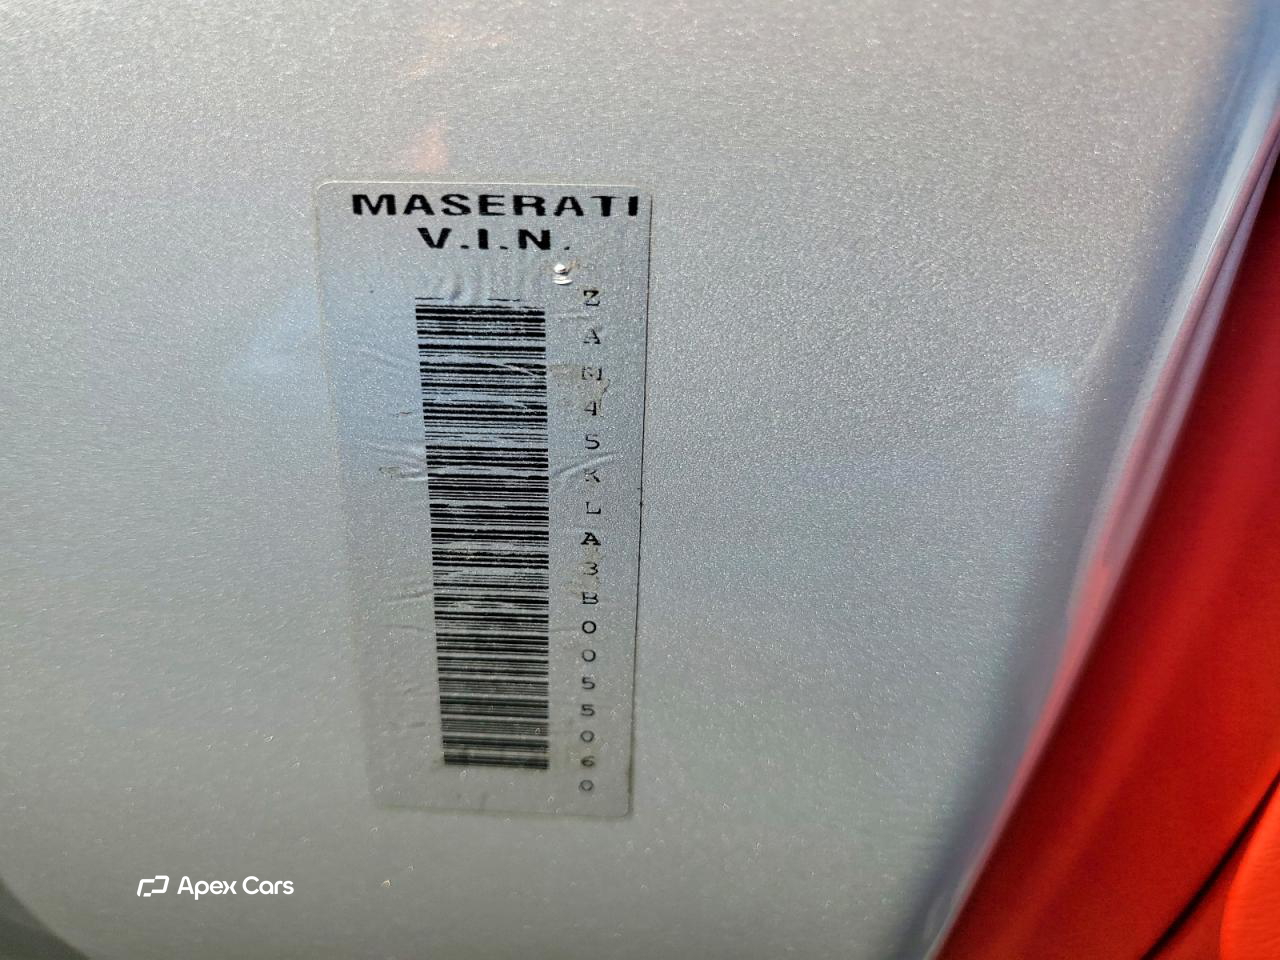 MASERATI
V.I.N.
ZAM45KLA3B0055060
Apex Cars